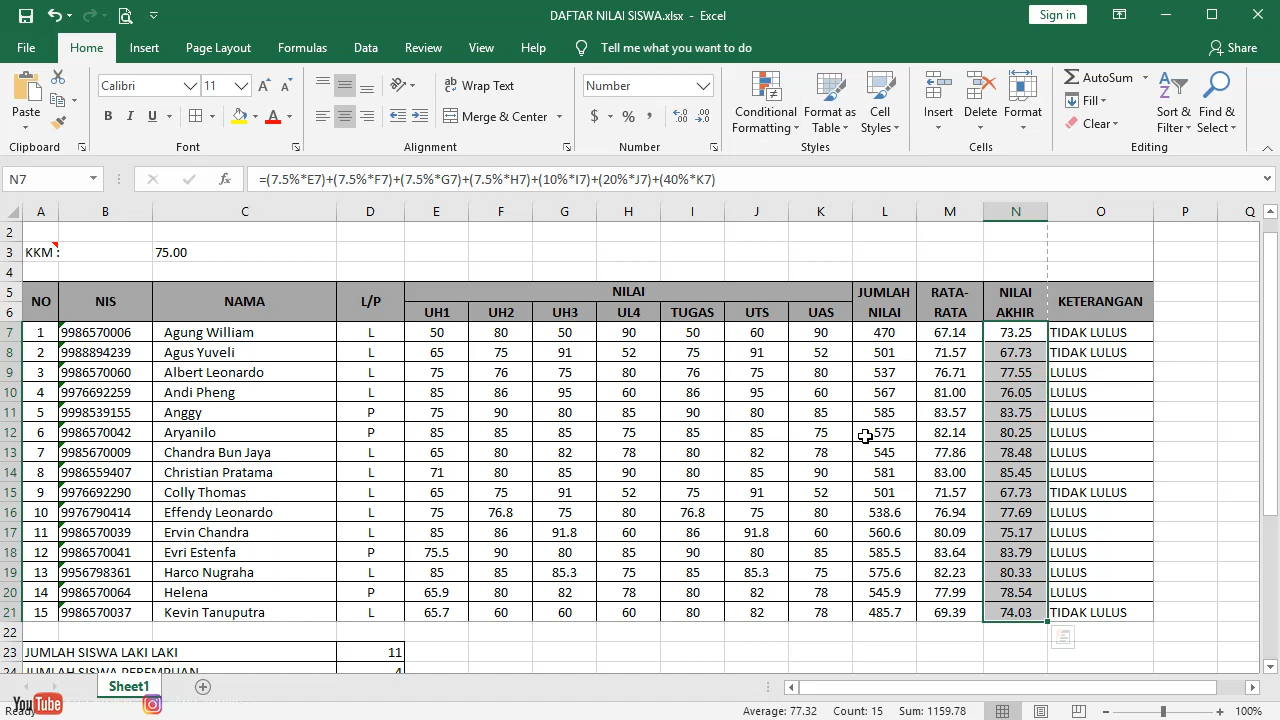 DAFTAR NILAI SISWA.xlsx - Excel
Sign in
File Home Insert Page Layout Formulas Data Review View Help Tell me what you want to do Share
Paste
Clipboard
Calibri 11
B I U
Font
Wrap Text
Merge & Center
Alignment
Number
$ % ,
Number
Conditional Formatting
Format as Table
Cell Styles
Styles
Insert Delete Format
Cells
AutoSum
Fill
Clear
Sort & Filter
Find & Select
Editing
N7 fx =(7.5%*E7)+(7.5%*F7)+(7.5%*G7)+(7.5%*H7)+(10%*I7)+(20%*J7)+(40%*K7)
A B C D E F G H I J K L M N O P Q
2
3 KKM : 75.00
4
5 NO NIS NAMA L/P NILAI JUMLAH NILAI RATA-RATA NILAI AKHIR KETERANGAN
6 UH1 UH2 UH3 UL4 TUGAS UTS UAS
7 1 9986570006 Agung William L 50 80 50 90 50 60 90 470 67.14 73.25 TIDAK LULUS
8 2 9988894239 Agus Yuveli L 65 75 91 52 75 91 52 501 71.57 67.73 TIDAK LULUS
9 3 9986570060 Albert Leonardo L 75 76 75 80 76 75 80 537 76.71 77.55 LULUS
10 4 9976692259 Andi Pheng L 85 86 95 60 86 95 60 567 81.00 76.05 LULUS
11 5 9998539155 Anggy P 75 90 80 85 90 80 85 585 83.57 83.75 LULUS
12 6 9986570042 Aryanilo P 85 85 85 75 85 85 75 575 82.14 80.25 LULUS
13 7 9985670009 Chandra Bun Jaya L 65 80 82 78 80 82 78 545 77.86 78.48 LULUS
14 8 9986559407 Christian Pratama L 71 80 85 90 80 85 90 581 83.00 85.45 LULUS
15 9 9976692290 Colly Thomas L 65 75 91 52 75 91 52 501 71.57 67.73 TIDAK LULUS
16 10 9976790414 Effendy Leonardo L 75 76.8 75 80 76.8 75 80 538.6 76.94 77.69 LULUS
17 11 9986570039 Ervin Chandra L 85 86 91.8 60 86 91.8 60 560.6 80.09 75.17 LULUS
18 12 9986570041 Evri Estenfa P 75.5 90 80 85 90 80 85 585.5 83.64 83.79 LULUS
19 13 9956798361 Harco Nugraha L 85 85 85.3 75 85 85.3 75 575.6 82.23 80.33 LULUS
20 14 9986570064 Helena P 65.9 80 82 78 80 82 78 545.9 77.99 78.54 LULUS
21 15 9986570037 Kevin Tanuputra L 65.7 60 60 80 80 82 78 485.7 69.39 74.03 TIDAK LULUS
22
23 JUMLAH SISWA LAKI LAKI 11
24 JUMLAH SISWA PEREMPUAN 4
Sheet1
YouTube
Ready Average: 77.32 Count: 15 Sum: 1159.78 100%